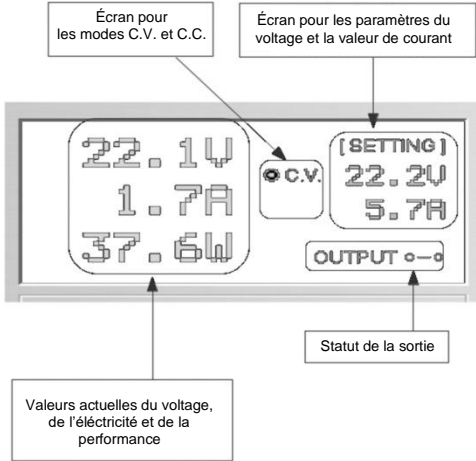 Écran pour
les modes C.V. et C.C.
Écran pour les paramètres du
voltage et la valeur de courant
22.1V
1.7A
37.6W
C.V.
[SETTING]
22.2V
5.7A
OUTPUT
Statut de la sortie
Valeurs actuelles du voltage,
de l'éléctricité et de la
performance